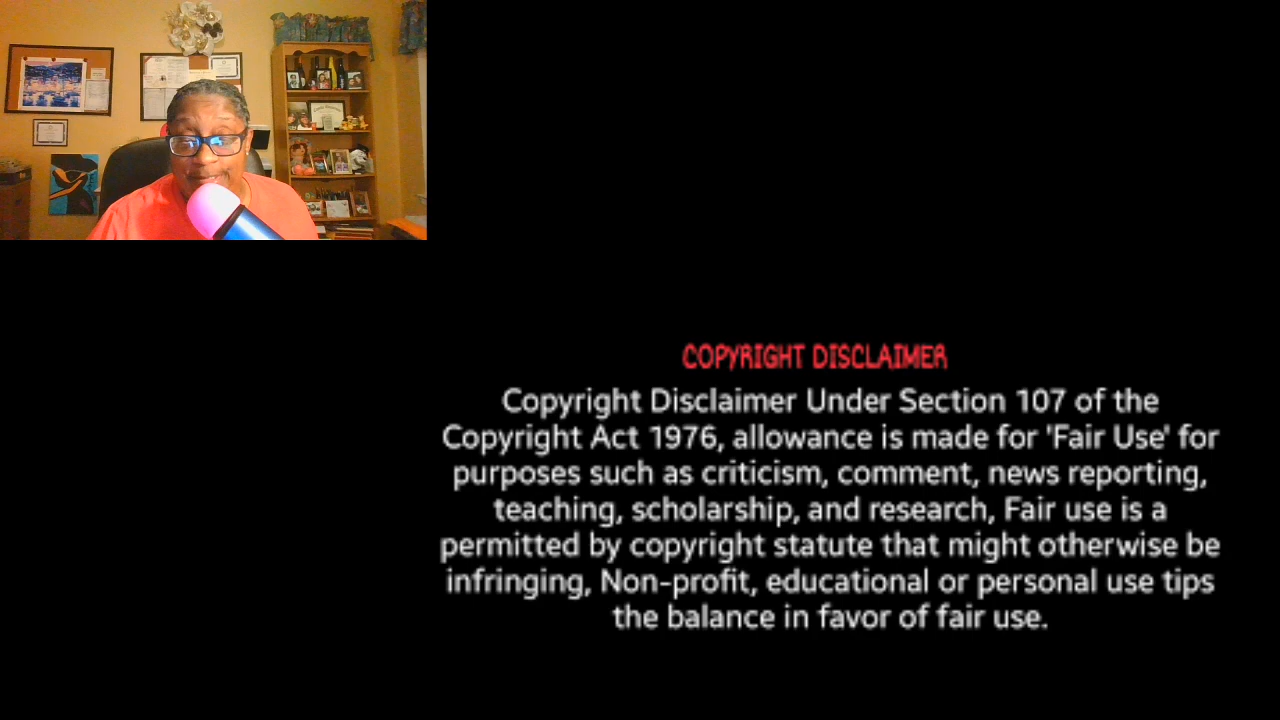 COPYRIGHT DISCLAIMER
Copyright Disclaimer Under Section 107 of the
Copyright Act 1976, allowance is made for 'Fair Use' for
purposes such as criticism, comment, news reporting,
teaching, scholarship, and research, Fair use is a
permitted by copyright statute that might otherwise be
infringing, Non-profit, educational or personal use tips
the balance in favor of fair use.